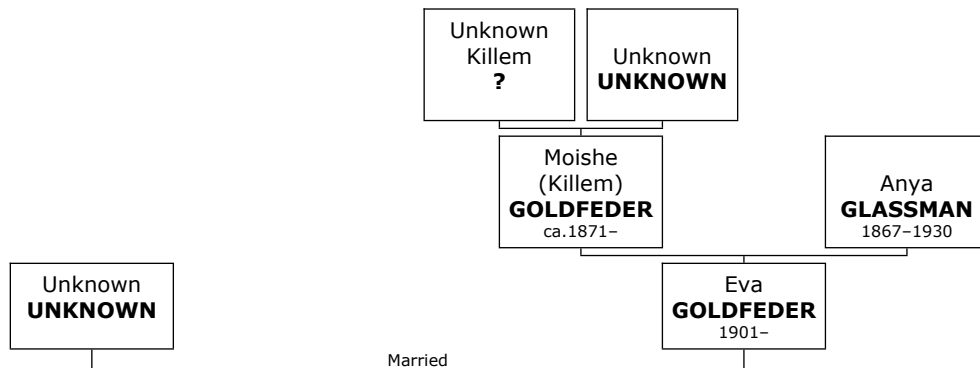 Unknown
Killem
?
Unknown
UNKNOWN
Moishe
(Killem)
GOLDFEDER
ca.1871–
Anya
GLASSMAN
1867–1930
Unknown
UNKNOWN
Eva
GOLDFEDER
1901–
Married